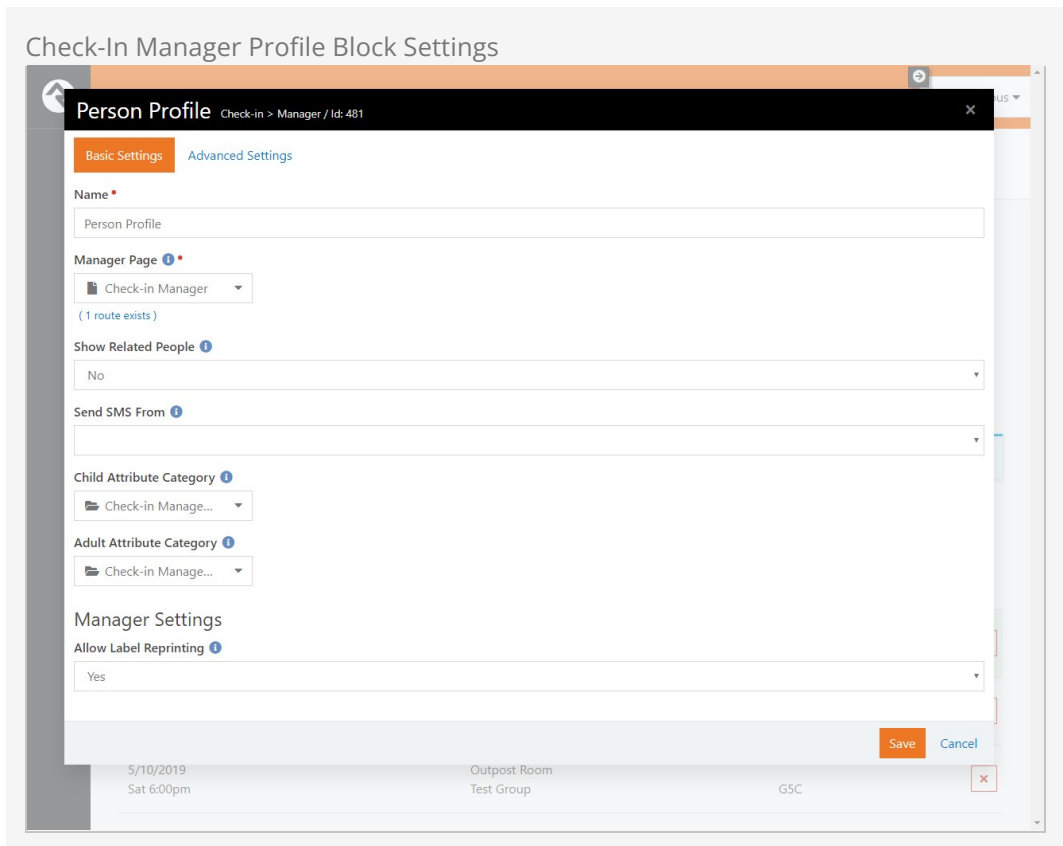 Check-In Manager Profile Block Settings
Person Profile Check-in > Manager / Id: 481
Basic Settings Advanced Settings
Name
Person Profile
Manager Page
Check-in Manager
( 1 route exists )
Show Related People
No
Send SMS From
Child Attribute Category
Check-in Manage...
Adult Attribute Category
Check-in Manage...
Manager Settings
Allow Label Reprinting
Yes
Save Cancel
5/10/2019 Outpost Room
Sat 6:00pm Test Group G5C